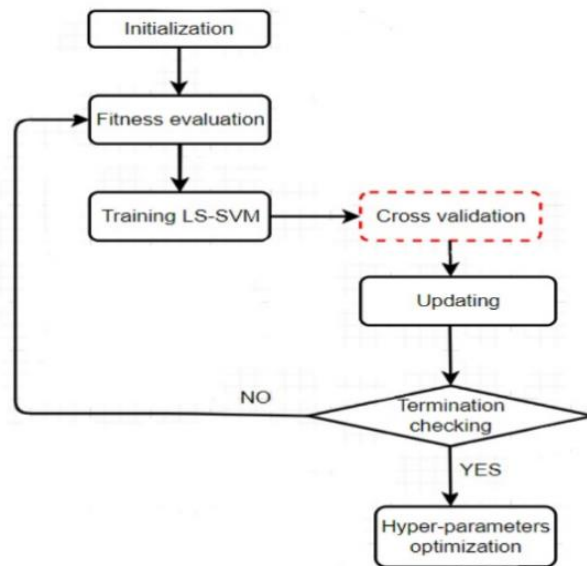 Initialization
Fitness evaluation
Training LS-SVM
Cross validation
Updating
NO
Termination
checking
YES
Hyper-parameters
optimization